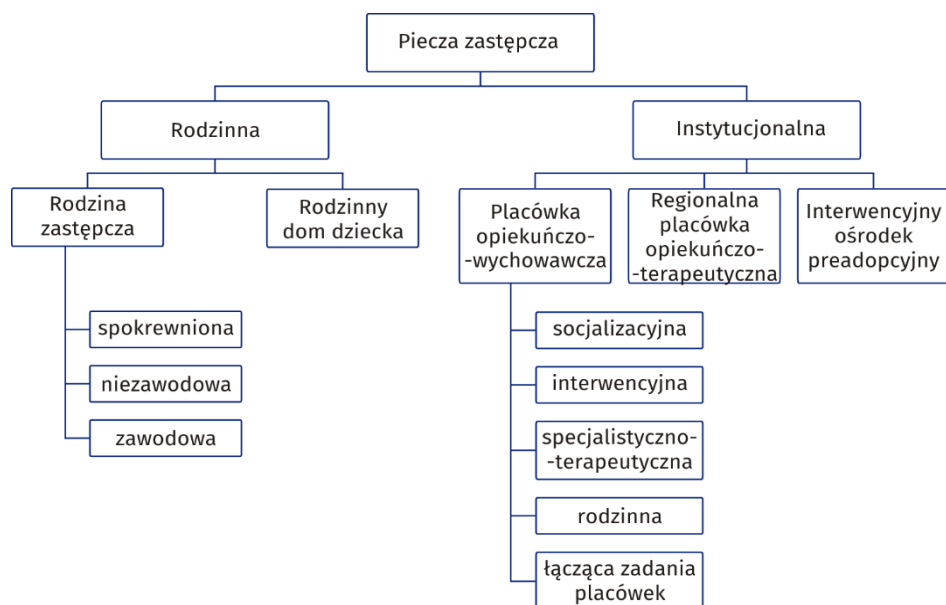 Piecza zastępcza
Rodzinna
Instytucjonalna
Rodzina
zastępcza
Rodzinny
dom dziecka
Placówka
opiekuńczo-
-wychowawcza
Regionalna
placówka
opiekuńczo-
-terapeutyczna
Interwencyjny
ośrodek
preadopcyjny
spokrewniona
niezawodowa
zawodowa
socjalizacyjna
interwencyjna
specjalistyczno-
-terapeutyczna
rodzinna
łącząca zadania
placówek